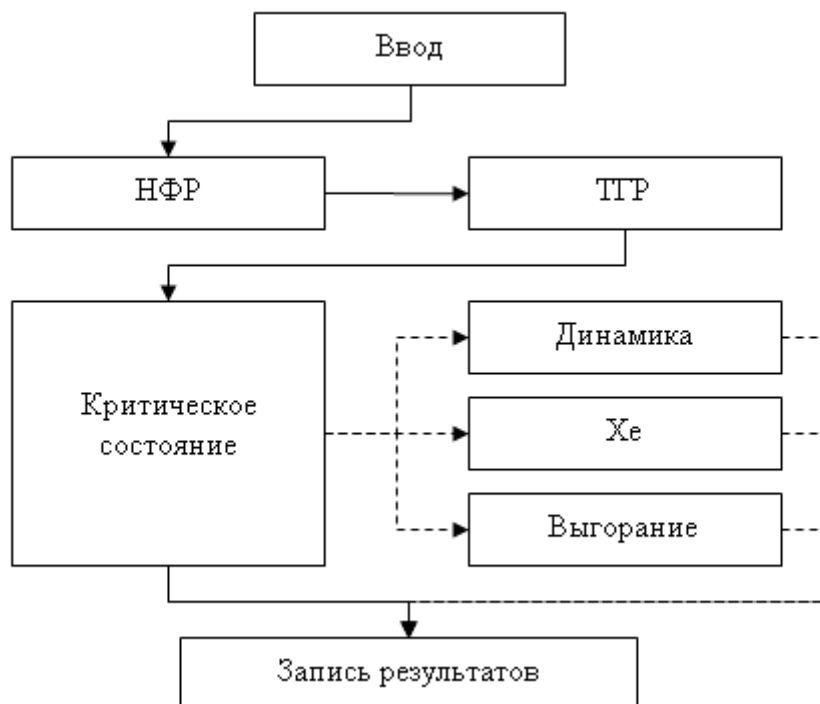 Ввод
НФР
ТГР
Критическое
состояние
Динамика
Xe
Выгорание
Запись результатов